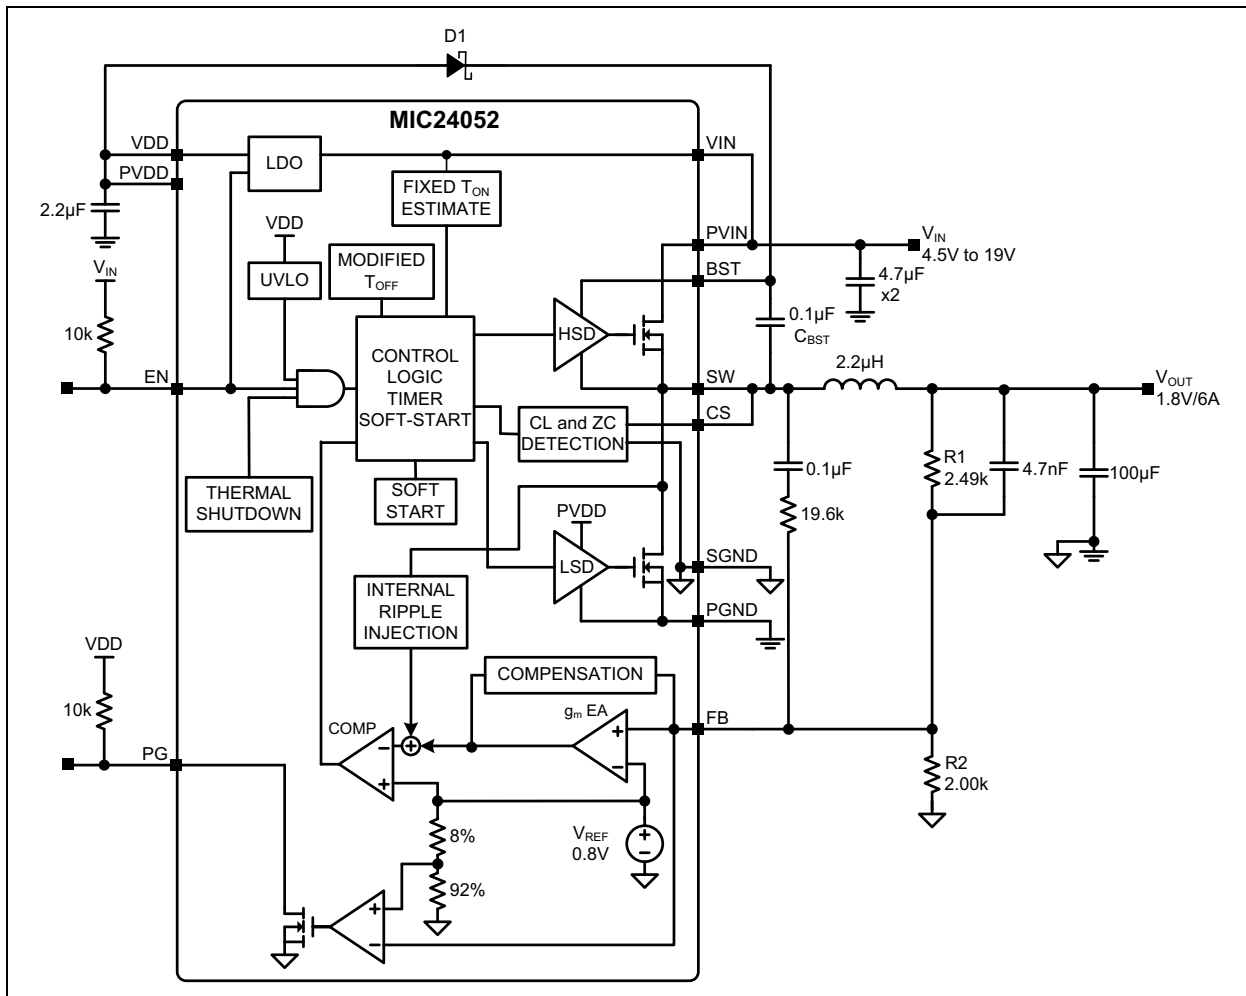 D1
MIC24052
VDD
LDO
VIN
PVDD
FIXED TON
ESTIMATE
2.2µF
VDD
PVIN
VIN
4.5V to 19V
VIN
UVLO
MODIFIED
TOFF
BST
4.7µF
x2
10k
HSD
0.1µF
CBST
CONTROL
LOGIC
TIMER
SOFT-START
2.2µH
EN
SW
VOUT
1.8V/6A
CS
CL and ZC
DETECTION
R1
2.49k
0.1µF
4.7nF
100µF
THERMAL
SHUTDOWN
SOFT
START
19.6k
PVDD
LSD
SGND
INTERNAL
RIPPLE
INJECTION
PGND
VDD
COMPENSATION
10k
gm EA
FB
COMP
+
−
+
−
+
PG
R2
2.00k
8%
VREF
0.8V
+
−
92%
+
−